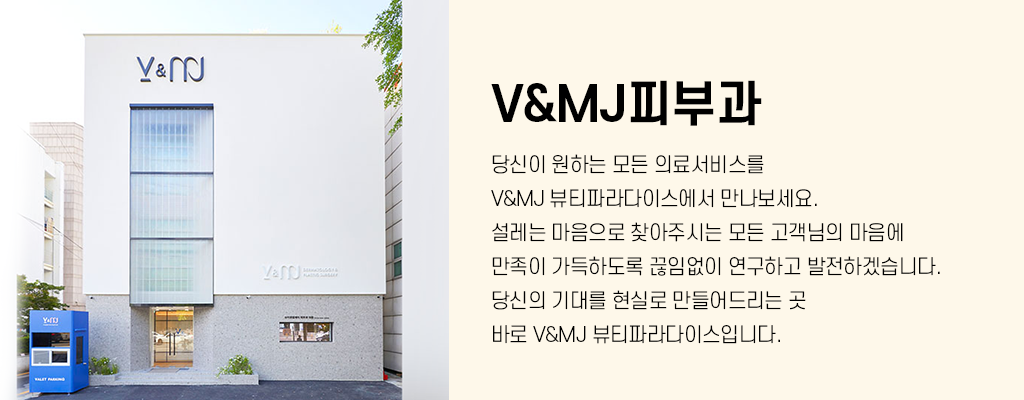 V&MJ
V&MJ
V&MJ
VALET PARKING
V&MJ피부과
당신이 원하는 모든 의료서비스를
V&MJ 뷰티파라다이스에서 만나보세요.
설레는 마음으로 찾아주시는 모든 고객님의 마음에
만족이 가득하도록 끊임없이 연구하고 발전하겠습니다.
당신의 기대를 현실로 만들어드리는 곳
바로 V&MJ 뷰티파라다이스입니다.